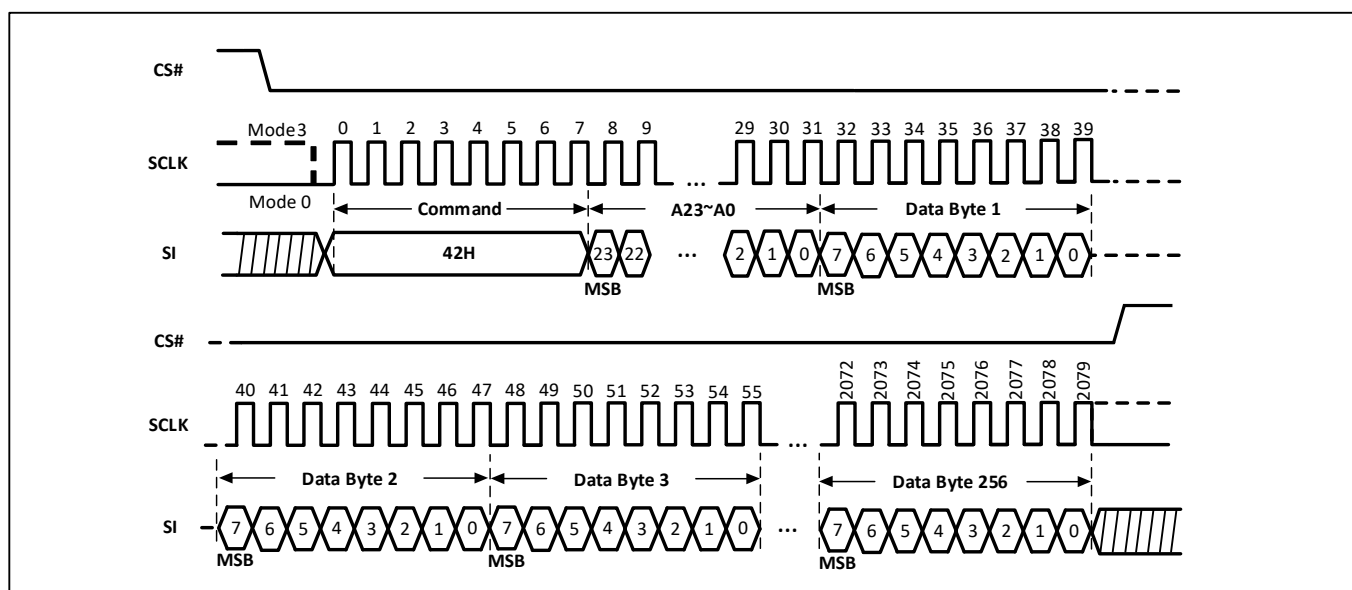 CS#
Mode3 0 1 2 3 4 5 6 7 8 9 29 30 31 32 33 34 35 36 37 38 39
SCLK ...
Mode 0 Command A23~A0 Data Byte 1
SI 42H 23 22 ... 2 1 0 7 6 5 4 3 2 1 0
MSB MSB
CS#
40 41 42 43 44 45 46 47 48 49 50 51 52 53 54 55 2072 2073 2074 2075 2076 2077 2078 2079
SCLK ...
Data Byte 2 Data Byte 3 Data Byte 256
SI 7 6 5 4 3 2 1 0 7 6 5 4 3 2 1 0 ... 7 6 5 4 3 2 1 0
MSB MSB MSB